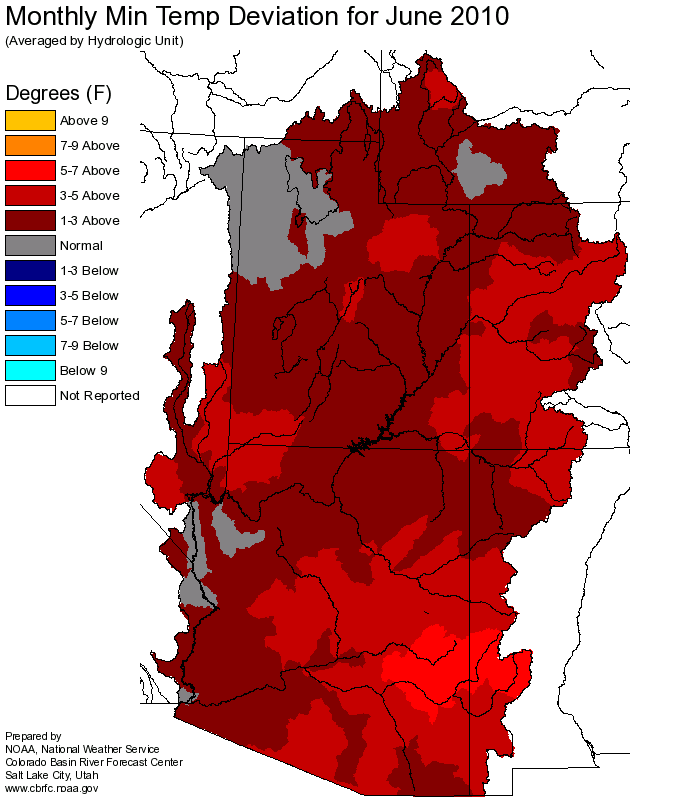 Monthly Min Temp Deviation for June 2010
(Averaged by Hydrologic Unit)
Degrees (F)
Above 9
7-9 Above
5-7 Above
3-5 Above
1-3 Above
Normal
1-3 Below
3-5 Below
5-7 Below
7-9 Below
Below 9
Not Reported
Prepared by
NOAA, National Weather Service
Colorado Basin River Forecast Center
Salt Lake City, Utah
www.cbrfc.noaa.gov